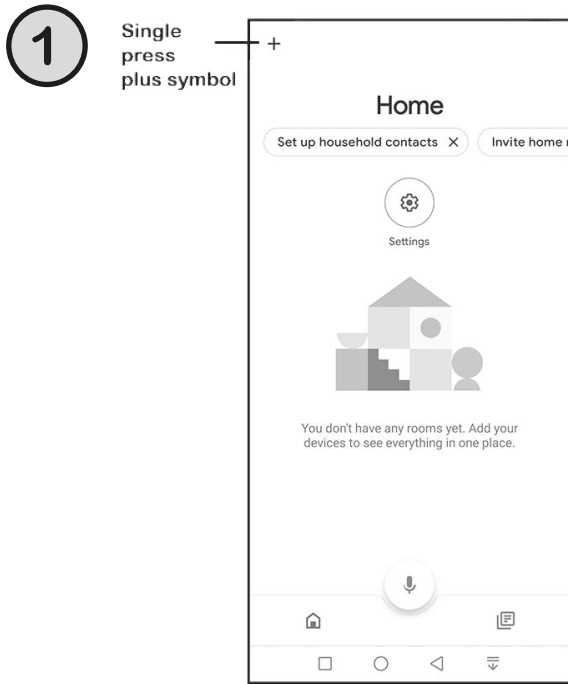 1
Single
press
plus symbol
+
Home
Set up household contacts X
Invite home
Settings
You don't have any rooms yet. Add your
devices to see everything in one place.